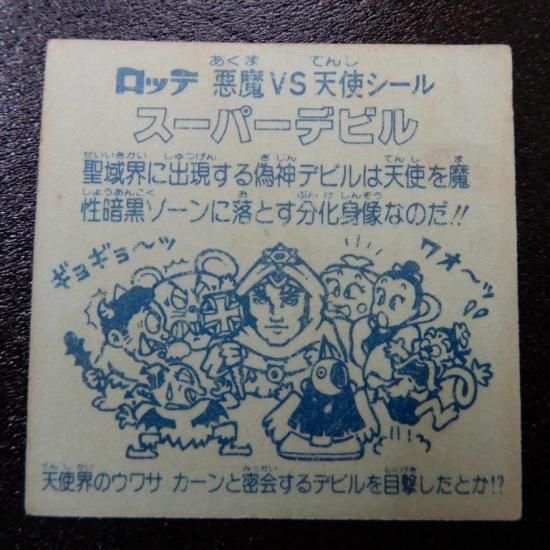 ロッテ 悪魔VS天使シール
スーパーデビル
聖域界に出現する偽神デビルは天使を魔
性暗黒ゾーンに落とす分化身像なのだ!!
ギョギョ〜ッ
ワオ〜ッ
天使界のウワサ カーンと密会するデビルを目撃したとか!?